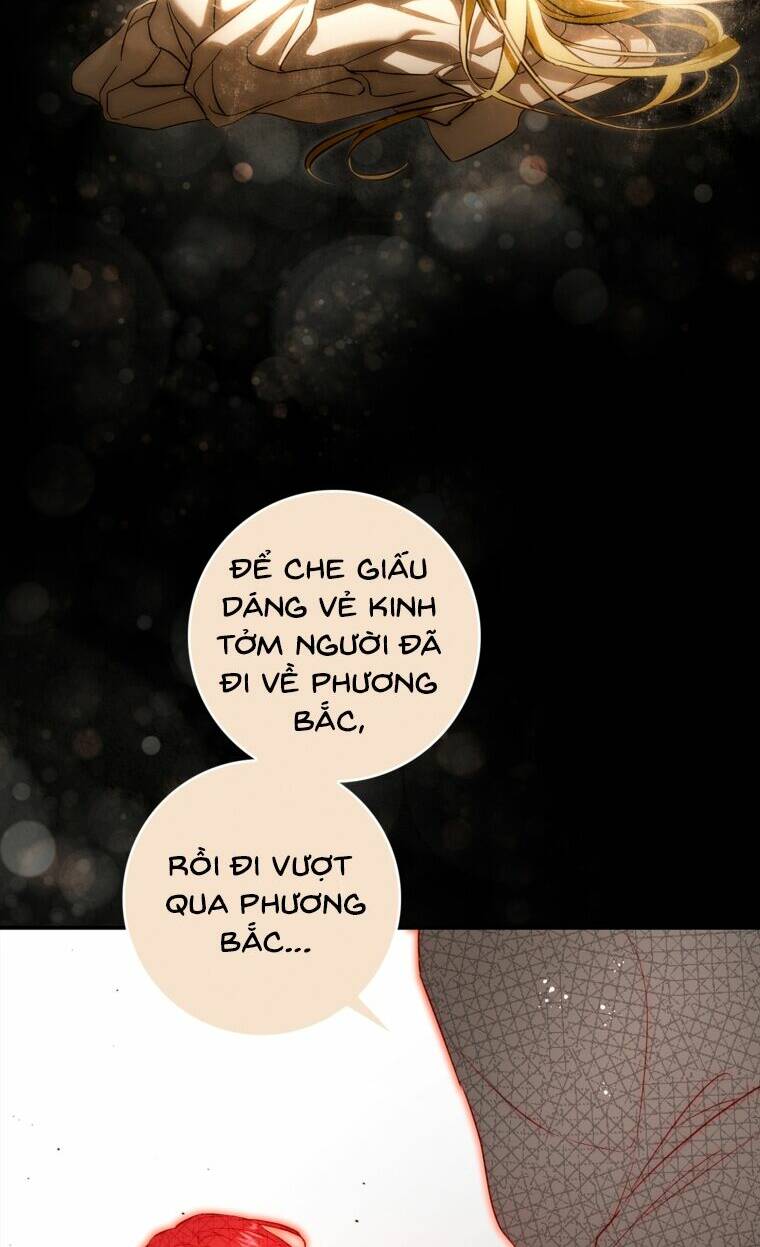 ĐỂ CHE GIẤU
DÁNG VẺ KINH
TỞM NGƯỜI ĐÃ
ĐI VỀ PHƯƠNG
BẮC,
RỒI ĐI VƯỢT
QUA PHƯƠNG
BẮC...